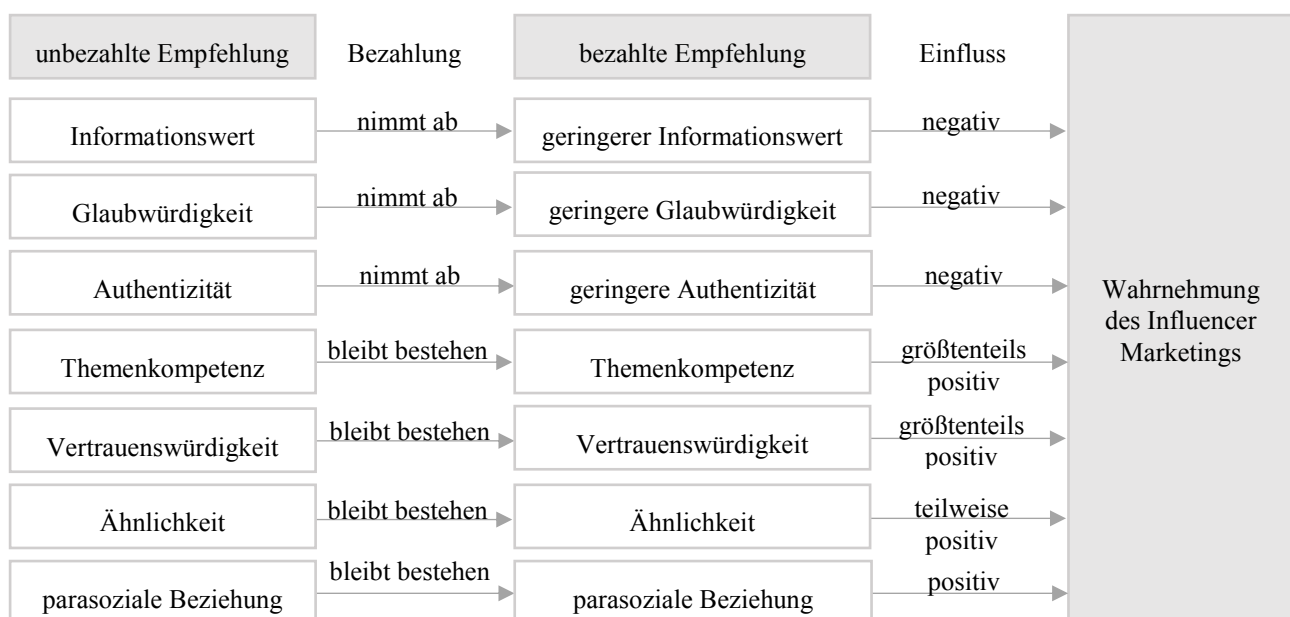 unbezahlte Empfehlung Bezahlung bezahlte Empfehlung Einfluss
Informationswert nimmt ab geringerer Informationswert negativ
Glaubwürdigkeit nimmt ab geringere Glaubwürdigkeit negativ
Authentizität nimmt ab geringere Authentizität negativ
Themenkompetenz bleibt bestehen Themenkompetenz größtenteils
positiv
Vertrauenswürdigkeit bleibt bestehen Vertrauenswürdigkeit größtenteils
positiv
Ähnlichkeit bleibt bestehen Ähnlichkeit teilweise
positiv
parasoziale Beziehung bleibt bestehen parasoziale Beziehung positiv
Wahrnehmung
des Influencer
Marketings